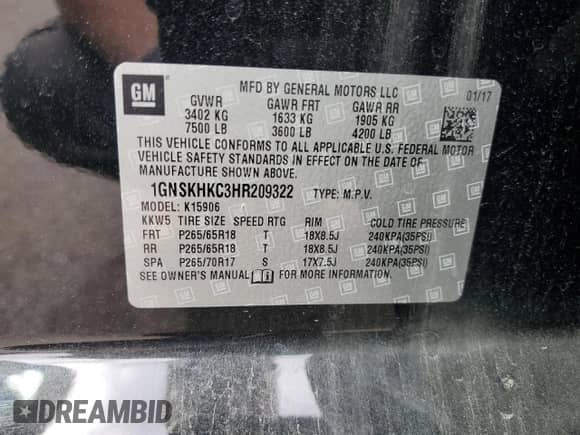 GM
MFD BY GENERAL MOTORS LLC 01/17
GVWR GAWR FRT GAWR RR
3402 KG 1633 KG 1905 KG
7500 LB 3600 LB 4200 LB
THIS VEHICLE CONFORMS TO ALL APPLICABLE U.S. FEDERAL MOTOR
VEHICLE SAFETY STANDARDS IN EFFECT ON THE DATE OF
MANUFACTURE SHOWN ABOVE.
1GNSKHKC3HR209322 TYPE: M.P.V.
MODEL: K15906
KKW5 TIRE SIZE SPEED RTG RIM COLD TIRE PRESSURE
FRT P265/65R18 T 18X8.5J 240KPA(35PSI)
RR P265/65R18 T 18X8.5J 240KPA(35PSI)
SPA P265/70R17 S 17X7.5J 240KPA(35PSI)
SEE OWNER'S MANUAL FOR MORE INFORMATION.
DREAMBID